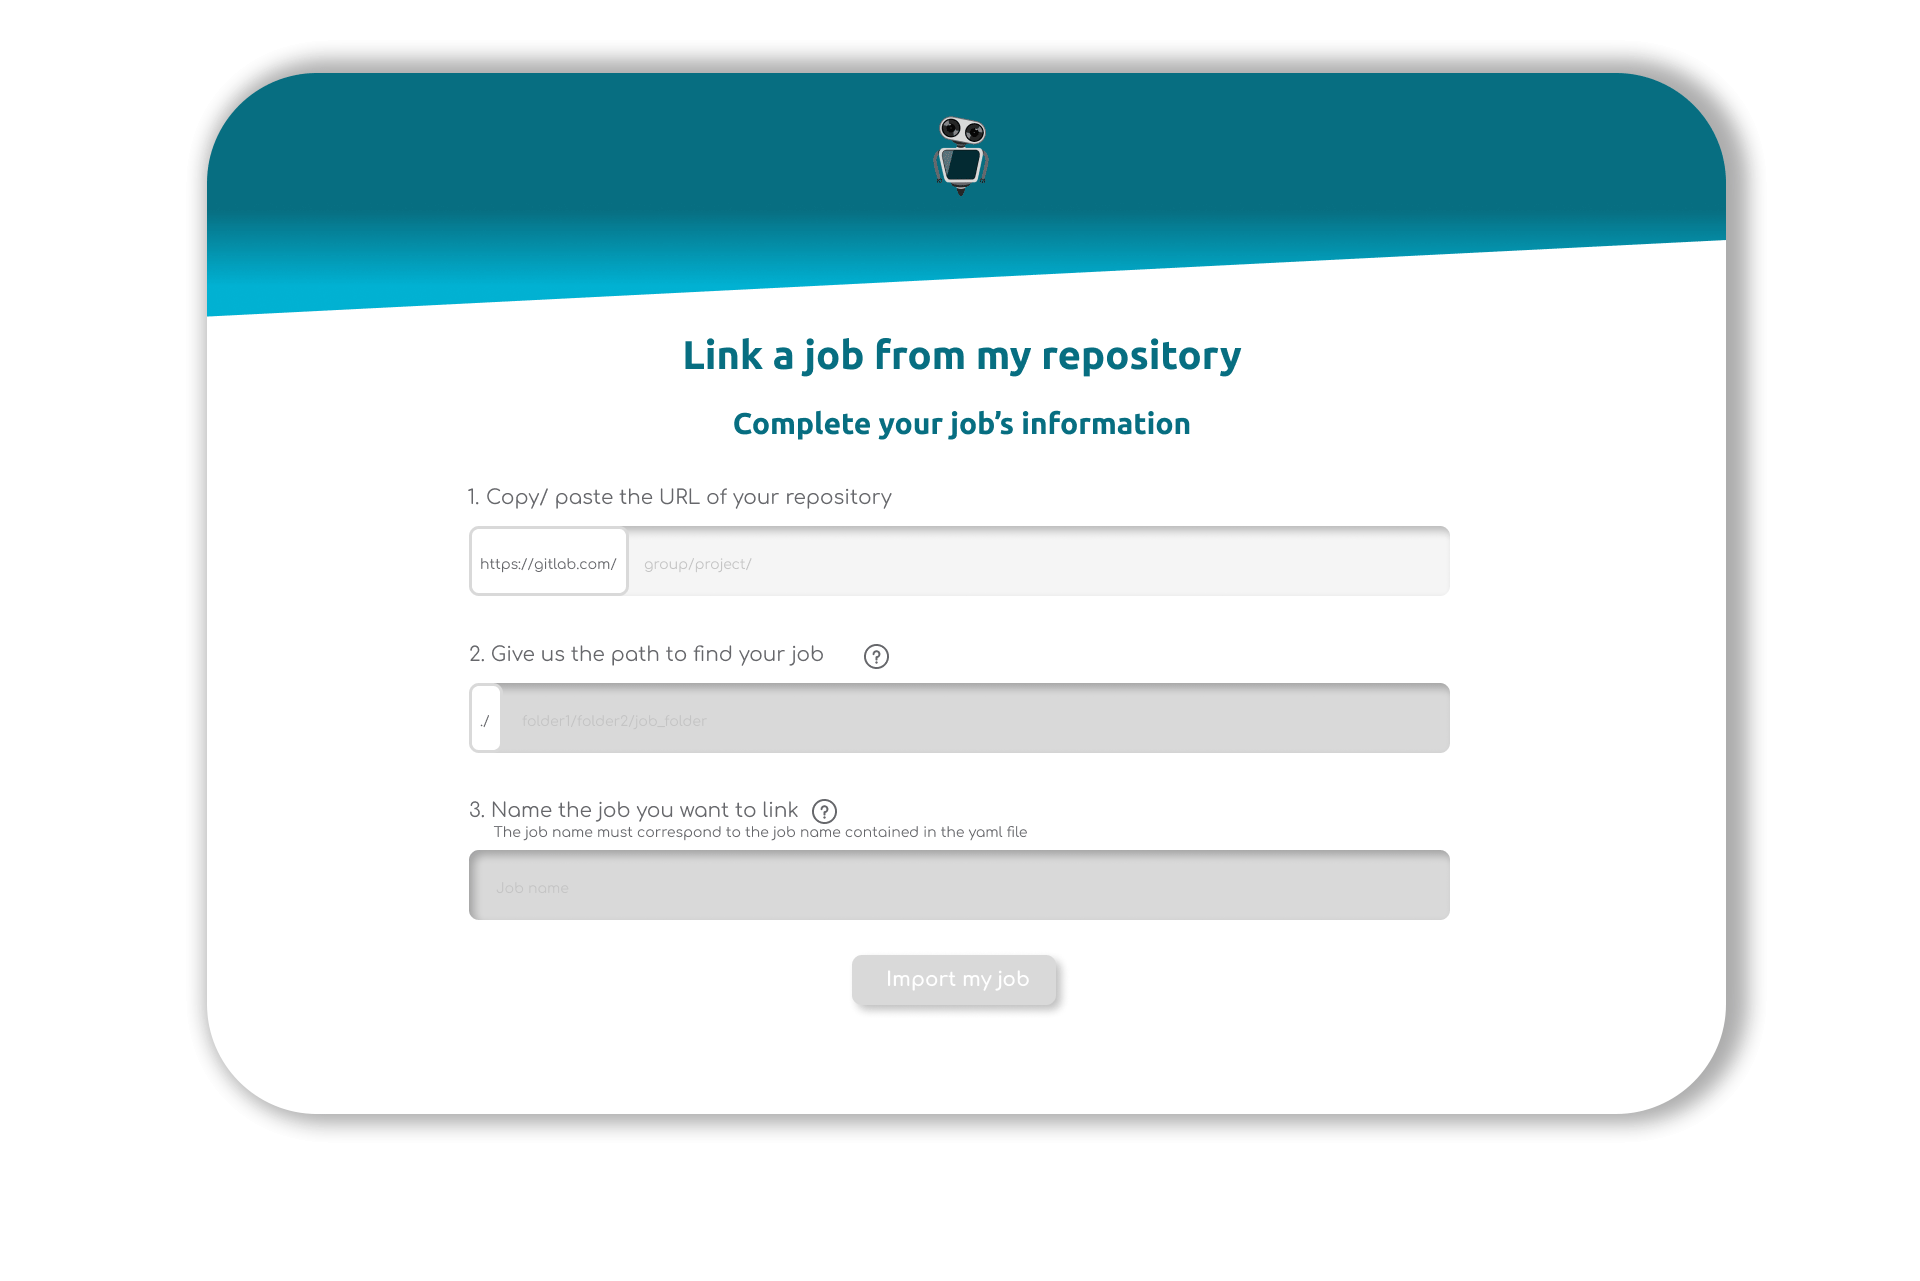 Link a job from my repository
Complete your job’s information
1. Copy/ paste the URL of your repository
https://gitlab.com/ group/project/
2. Give us the path to find your job ?
./ folder1/folder2/job_folder
3. Name the job you want to link ?
The job name must correspond to the job name contained in the yaml file
Job name
Import my job